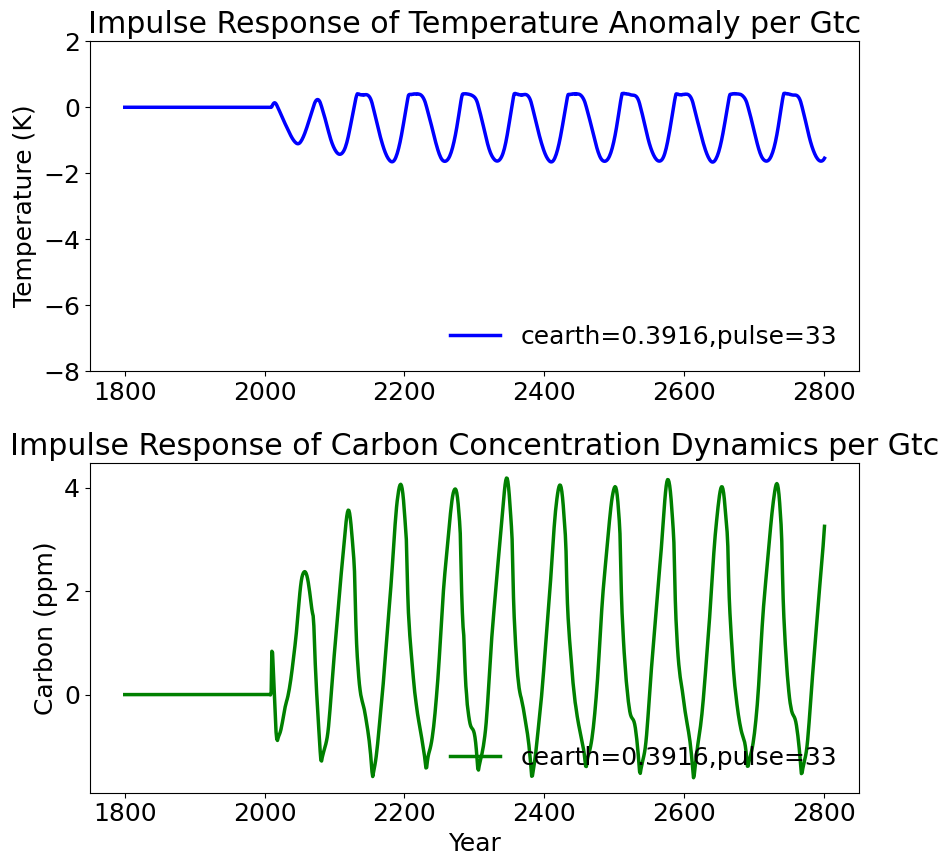 Impulse Response of Temperature Anomaly per Gtc
2
0
−2
−4
−6
−8
Temperature (K)
cearth=0.3916,pulse=33
1800 2000 2200 2400 2600 2800
Impulse Response of Carbon Concentration Dynamics per Gtc
4
2
0
Carbon (ppm)
cearth=0.3916,pulse=33
1800 2000 2200 2400 2600 2800
Year